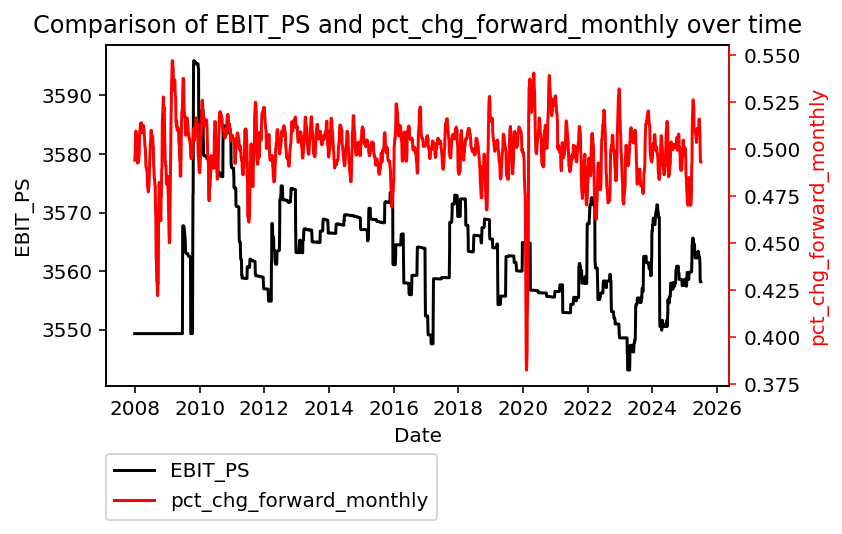 Comparison of EBIT_PS and pct_chg_forward_monthly over time
3590
3580
3570
3560
3550
EBIT_PS
0.550
0.525
0.500
0.475
0.450
0.425
0.400
0.375
pct_chg_forward_monthly
2008 2010 2012 2014 2016 2018 2020 2022 2024 2026
Date
EBIT_PS
pct_chg_forward_monthly